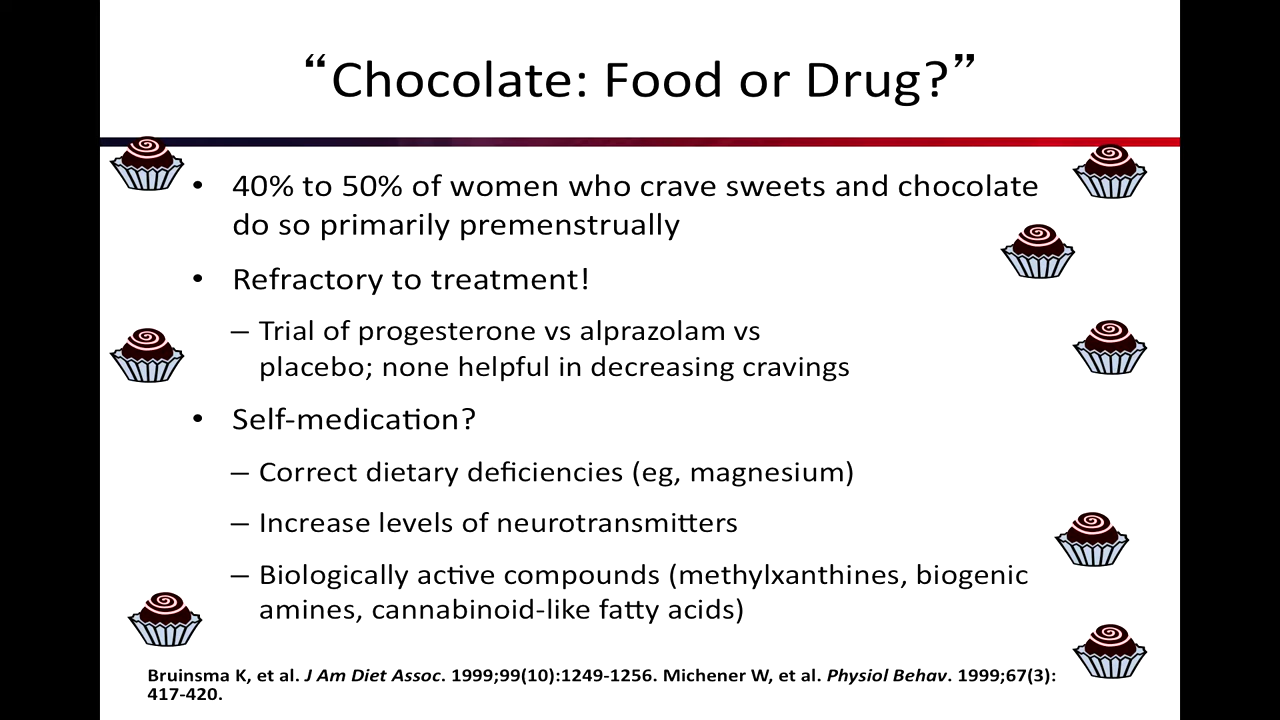 “Chocolate: Food or Drug?”
• 40% to 50% of women who crave sweets and chocolate
do so primarily premenstrually
• Refractory to treatment!
– Trial of progesterone vs alprazolam vs
placebo; none helpful in decreasing cravings
• Self-medication?
– Correct dietary deficiencies (eg, magnesium)
– Increase levels of neurotransmitters
– Biologically active compounds (methylxanthines, biogenic
amines, cannabinoid-like fatty acids)
Bruinsma K, et al. J Am Diet Assoc. 1999;99(10):1249-1256. Michener W, et al. Physiol Behav. 1999;67(3):
417-420.